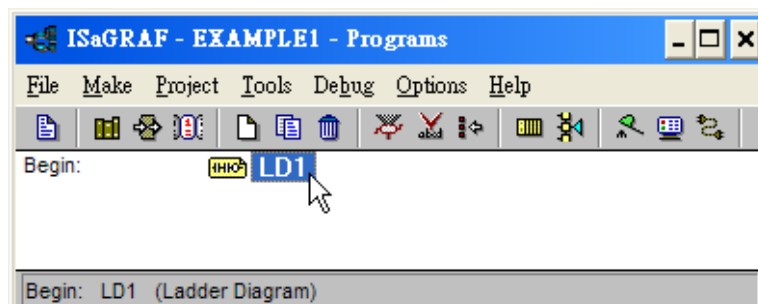 ISaGRAF - EXAMPLE1 - Programs
File Make Project Tools Debug Options Help
Begin: LD1
Begin: LD1 (Ladder Diagram)